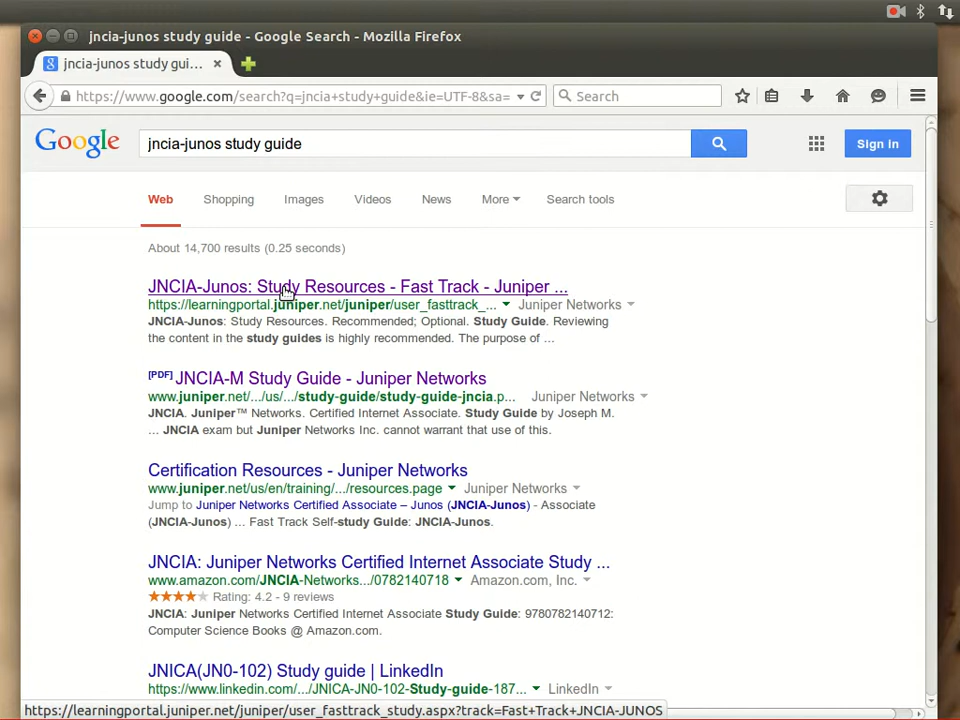 jncia-junos study guide - Google Search - Mozilla Firefox
jncia-junos study gui...
https://www.google.com/search?q=jncia+study+guide&ie=UTF-8&sa=
Search
Google
jncia-junos study guide
Sign in
Web Shopping Images Videos News More Search tools
About 14,700 results (0.25 seconds)
JNCIA-Junos: Study Resources - Fast Track - Juniper ...
https://learningportal.juniper.net/juniper/user_fasttrack_... Juniper Networks
JNCIA-Junos: Study Resources. Recommended; Optional. Study Guide. Reviewing
the content in the study guides is highly recommended. The purpose of ...
[PDF] JNCIA-M Study Guide - Juniper Networks
www.juniper.net/.../us/.../study-guide/study-guide-jncia.p... Juniper Networks
JNCIA. Juniper™ Networks. Certified Internet Associate. Study Guide by Joseph M.
... JNCIA exam but Juniper Networks Inc. cannot warrant that use of this.
Certification Resources - Juniper Networks
www.juniper.net/us/en/training/.../resources.page Juniper Networks
Jump to Juniper Networks Certified Associate – Junos (JNCIA-Junos) - Associate
(JNCIA-Junos) ... Fast Track Self-study Guide: JNCIA-Junos.
JNCIA: Juniper Networks Certified Internet Associate Study ...
www.amazon.com/JNCIA-Networks.../0782140718 Amazon.com, Inc.
Rating: 4.2 - 9 reviews
JNCIA: Juniper Networks Certified Internet Associate Study Guide: 9780782140712:
Computer Science Books @ Amazon.com.
JNICA(JN0-102) Study guide | LinkedIn
https://www.linkedin.com/.../JNICA-JN0-102-Study-guide-187... LinkedIn
https://learningportal.juniper.net/juniper/user_fasttrack_study.aspx?track=Fast+Track+JNCIA-JUNOS